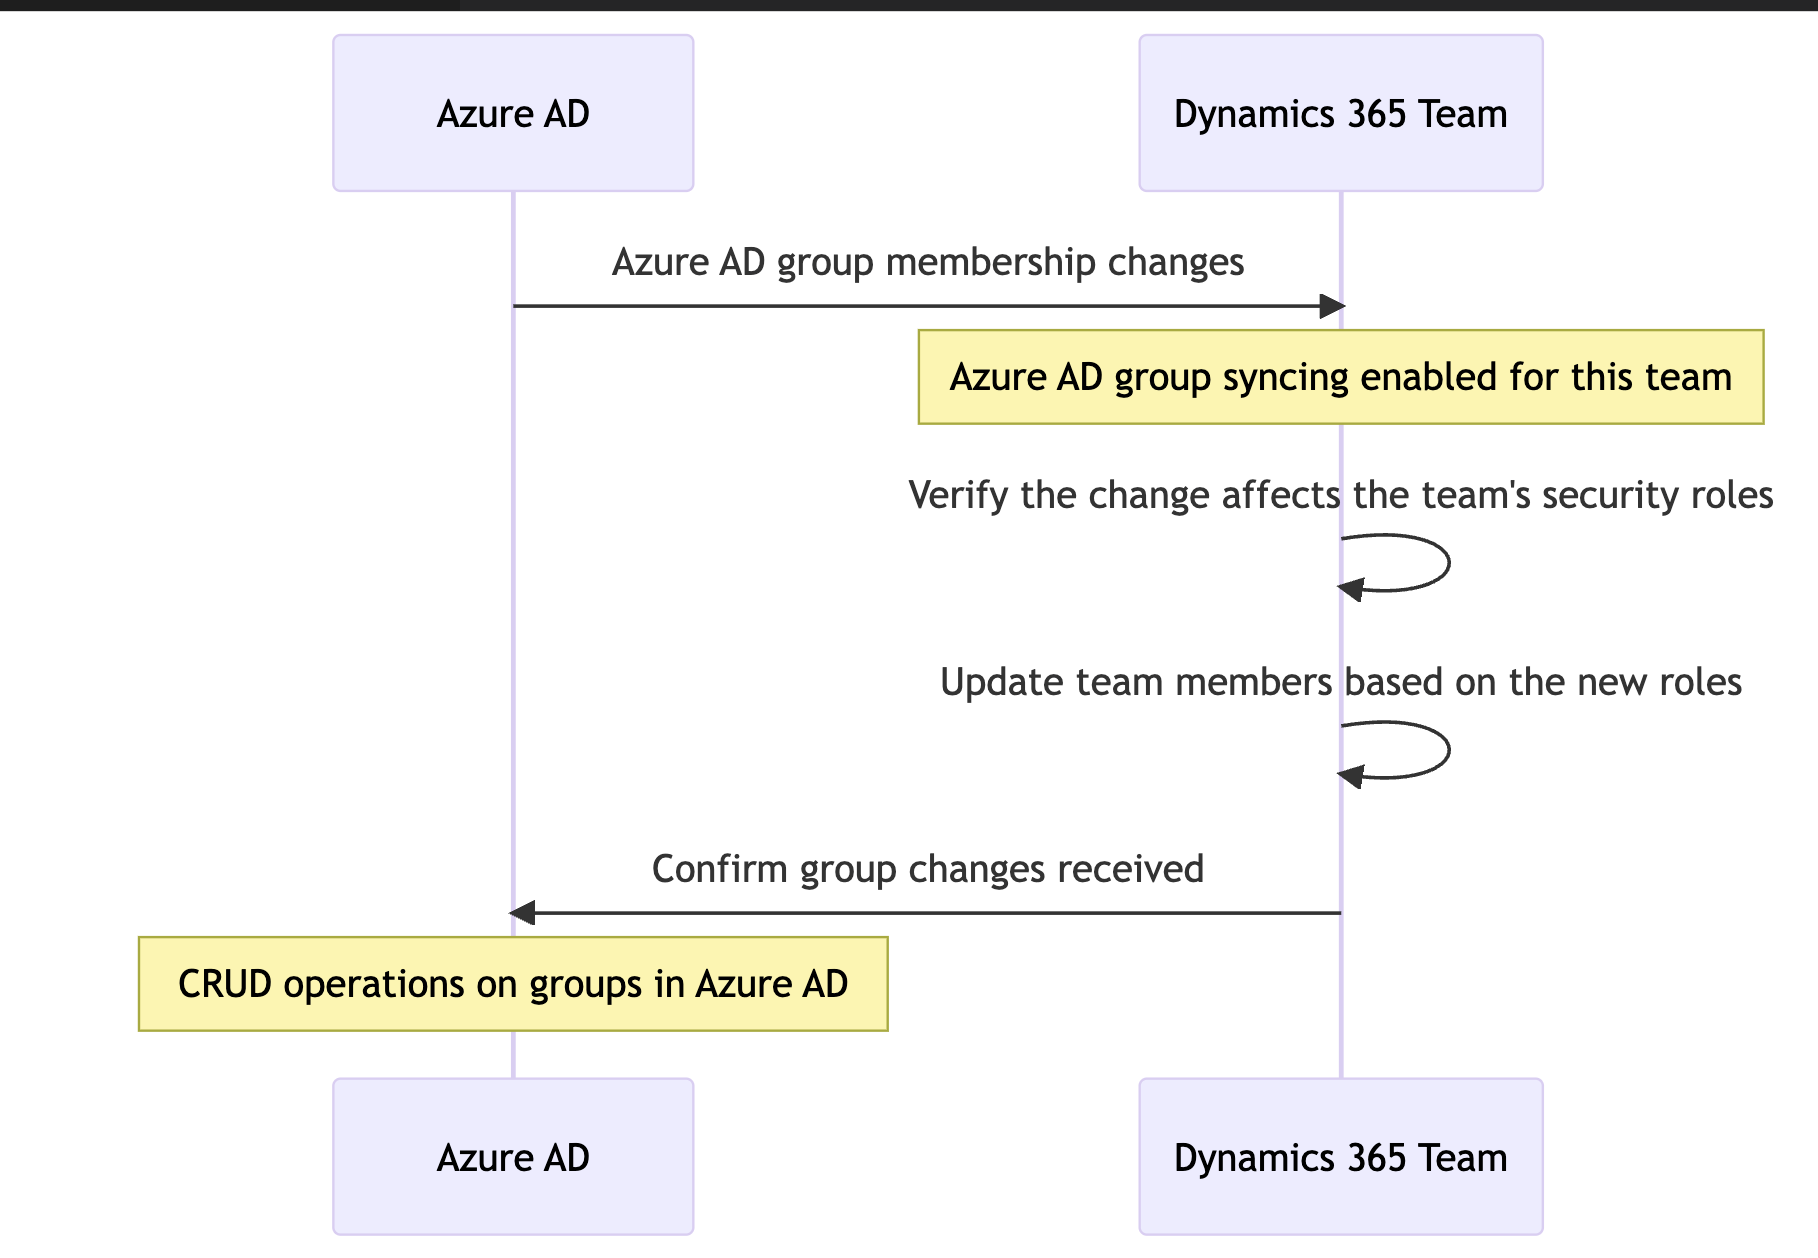 Azure AD
Dynamics 365 Team
Azure AD group membership changes
Azure AD group syncing enabled for this team
Verify the change affects the team's security roles
Update team members based on the new roles
Confirm group changes received
CRUD operations on groups in Azure AD
Azure AD
Dynamics 365 Team